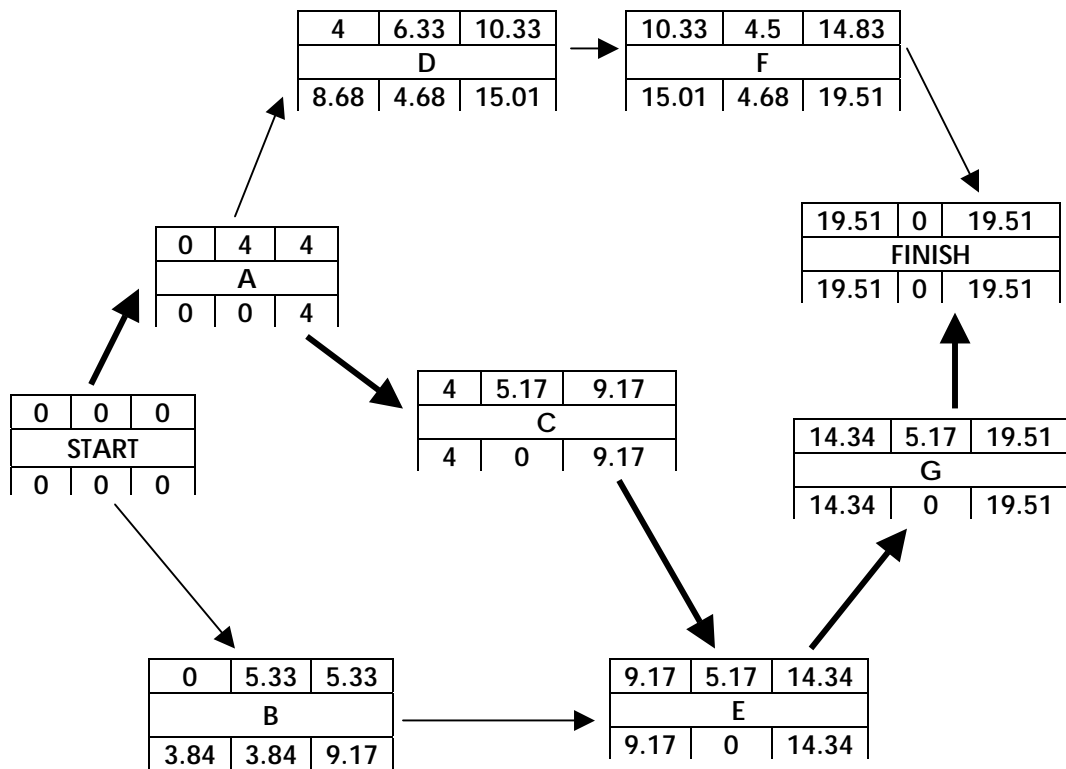 4 6.33 10.33
D
8.68 4.68 15.01
10.33 4.5 14.83
F
15.01 4.68 19.51
0 4 4
A
0 0 4
19.51 0 19.51
FINISH
19.51 0 19.51
0 0 0
START
0 0 0
4 5.17 9.17
C
4 0 9.17
14.34 5.17 19.51
G
14.34 0 19.51
0 5.33 5.33
B
3.84 3.84 9.17
9.17 5.17 14.34
E
9.17 0 14.34